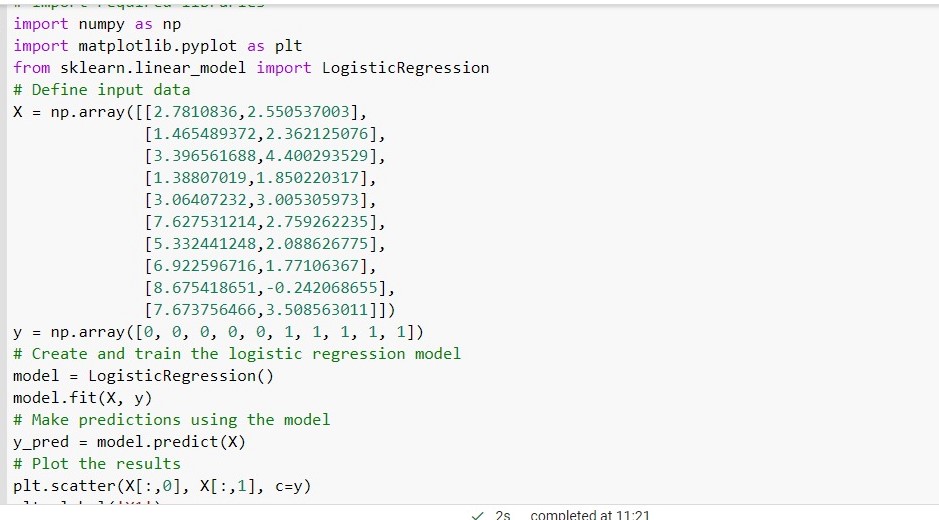 # Import required libraries
import numpy as np
import matplotlib.pyplot as plt
from sklearn.linear_model import LogisticRegression
# Define input data
X = np.array([[2.7810836,2.550537003],
[1.465489372,2.362125076],
[3.396561688,4.400293529],
[1.38807019,1.850220317],
[3.06407232,3.005305973],
[7.627531214,2.759262235],
[5.332441248,2.088626775],
[6.922596716,1.77106367],
[8.675418651,-0.242068655],
[7.673756466,3.508563011]])
y = np.array([0, 0, 0, 0, 0, 1, 1, 1, 1, 1])
# Create and train the logistic regression model
model = LogisticRegression()
model.fit(X, y)
# Make predictions using the model
y_pred = model.predict(X)
# Plot the results
plt.scatter(X[:,0], X[:,1], c=y)
✓ 2s completed at 11:21